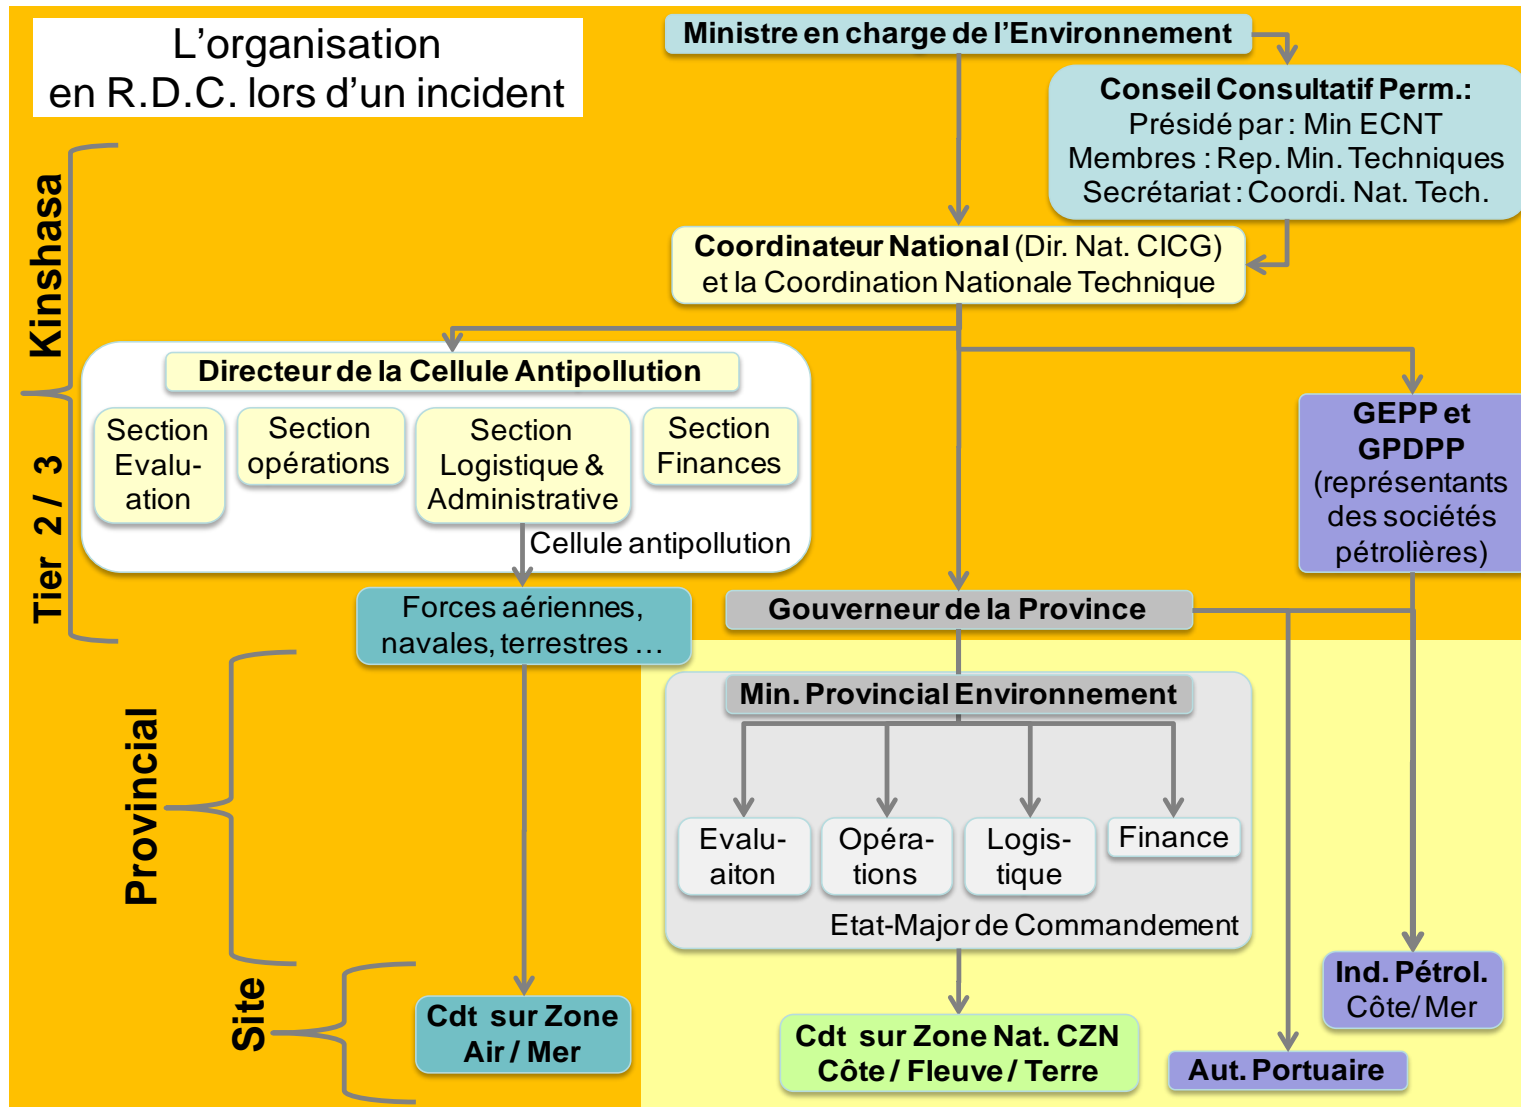 L'organisation
en R.D.C. lors d'un incident
Ministre en charge de l'Environnement
Conseil Consultatif Perm.:
Présidé par : Min ECNT
Membres : Rep. Min. Techniques
Secrétariat : Coordi. Nat. Tech.
Kinshasa
Tier 2 / 3
Coordinateur National (Dir. Nat. CICG)
et la Coordination Nationale Technique
Directeur de la Cellule Antipollution
Section
Evalu-
ation
Section
opérations
Section
Logistique &
Administrative
Section
Finances
Cellule antipollution
GEPP et
GPDPP
(représentants
des sociétés
pétrolières)
Forces aériennes,
navales, terrestres ...
Gouverneur de la Province
Provincial
Min. Provincial Environnement
Evalu-
aiton
Opéra-
tions
Logis-
tique
Finance
Etat-Major de Commandement
Site
Cdt sur Zone
Air / Mer
Cdt sur Zone Nat. CZN
Côte / Fleuve / Terre
Ind. Pétrol.
Côte/ Mer
Aut. Portuaire